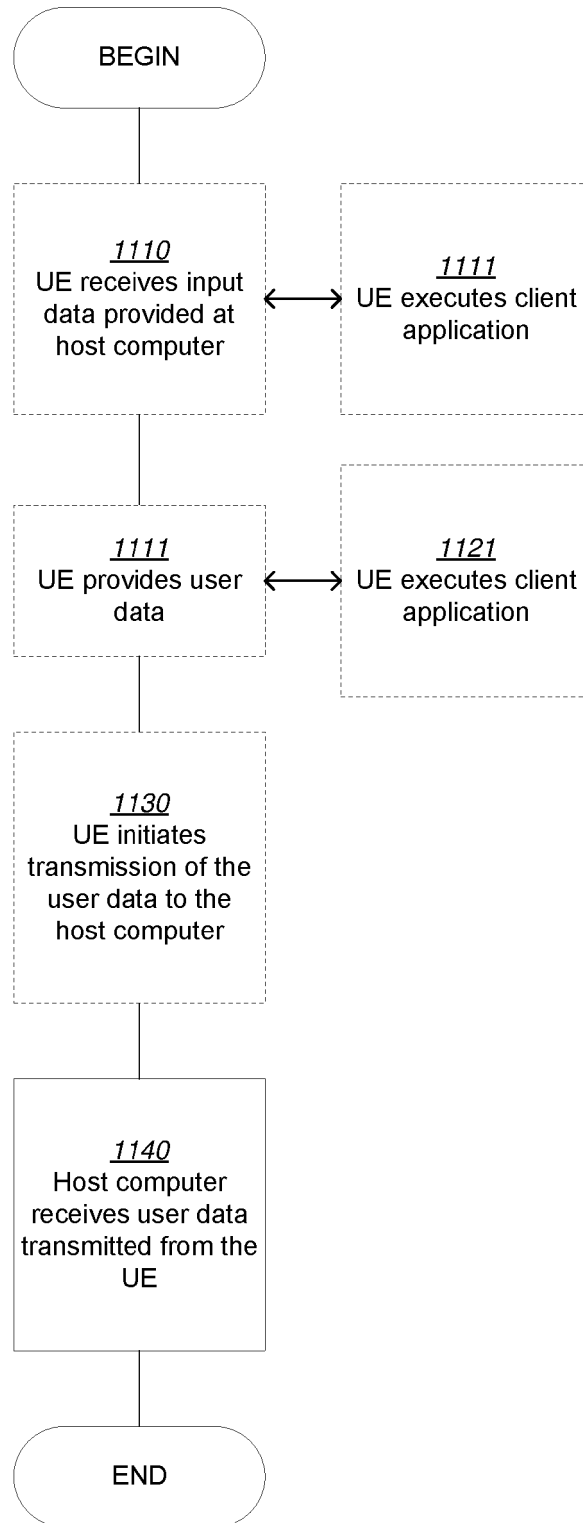 BEGIN
1110
UE receives input
data provided at
host computer
1111
UE executes client
application
1111
UE provides user
data
1121
UE executes client
application
1130
UE initiates
transmission of the
user data to the
host computer
1140
Host computer
receives user data
transmitted from the
UE
END